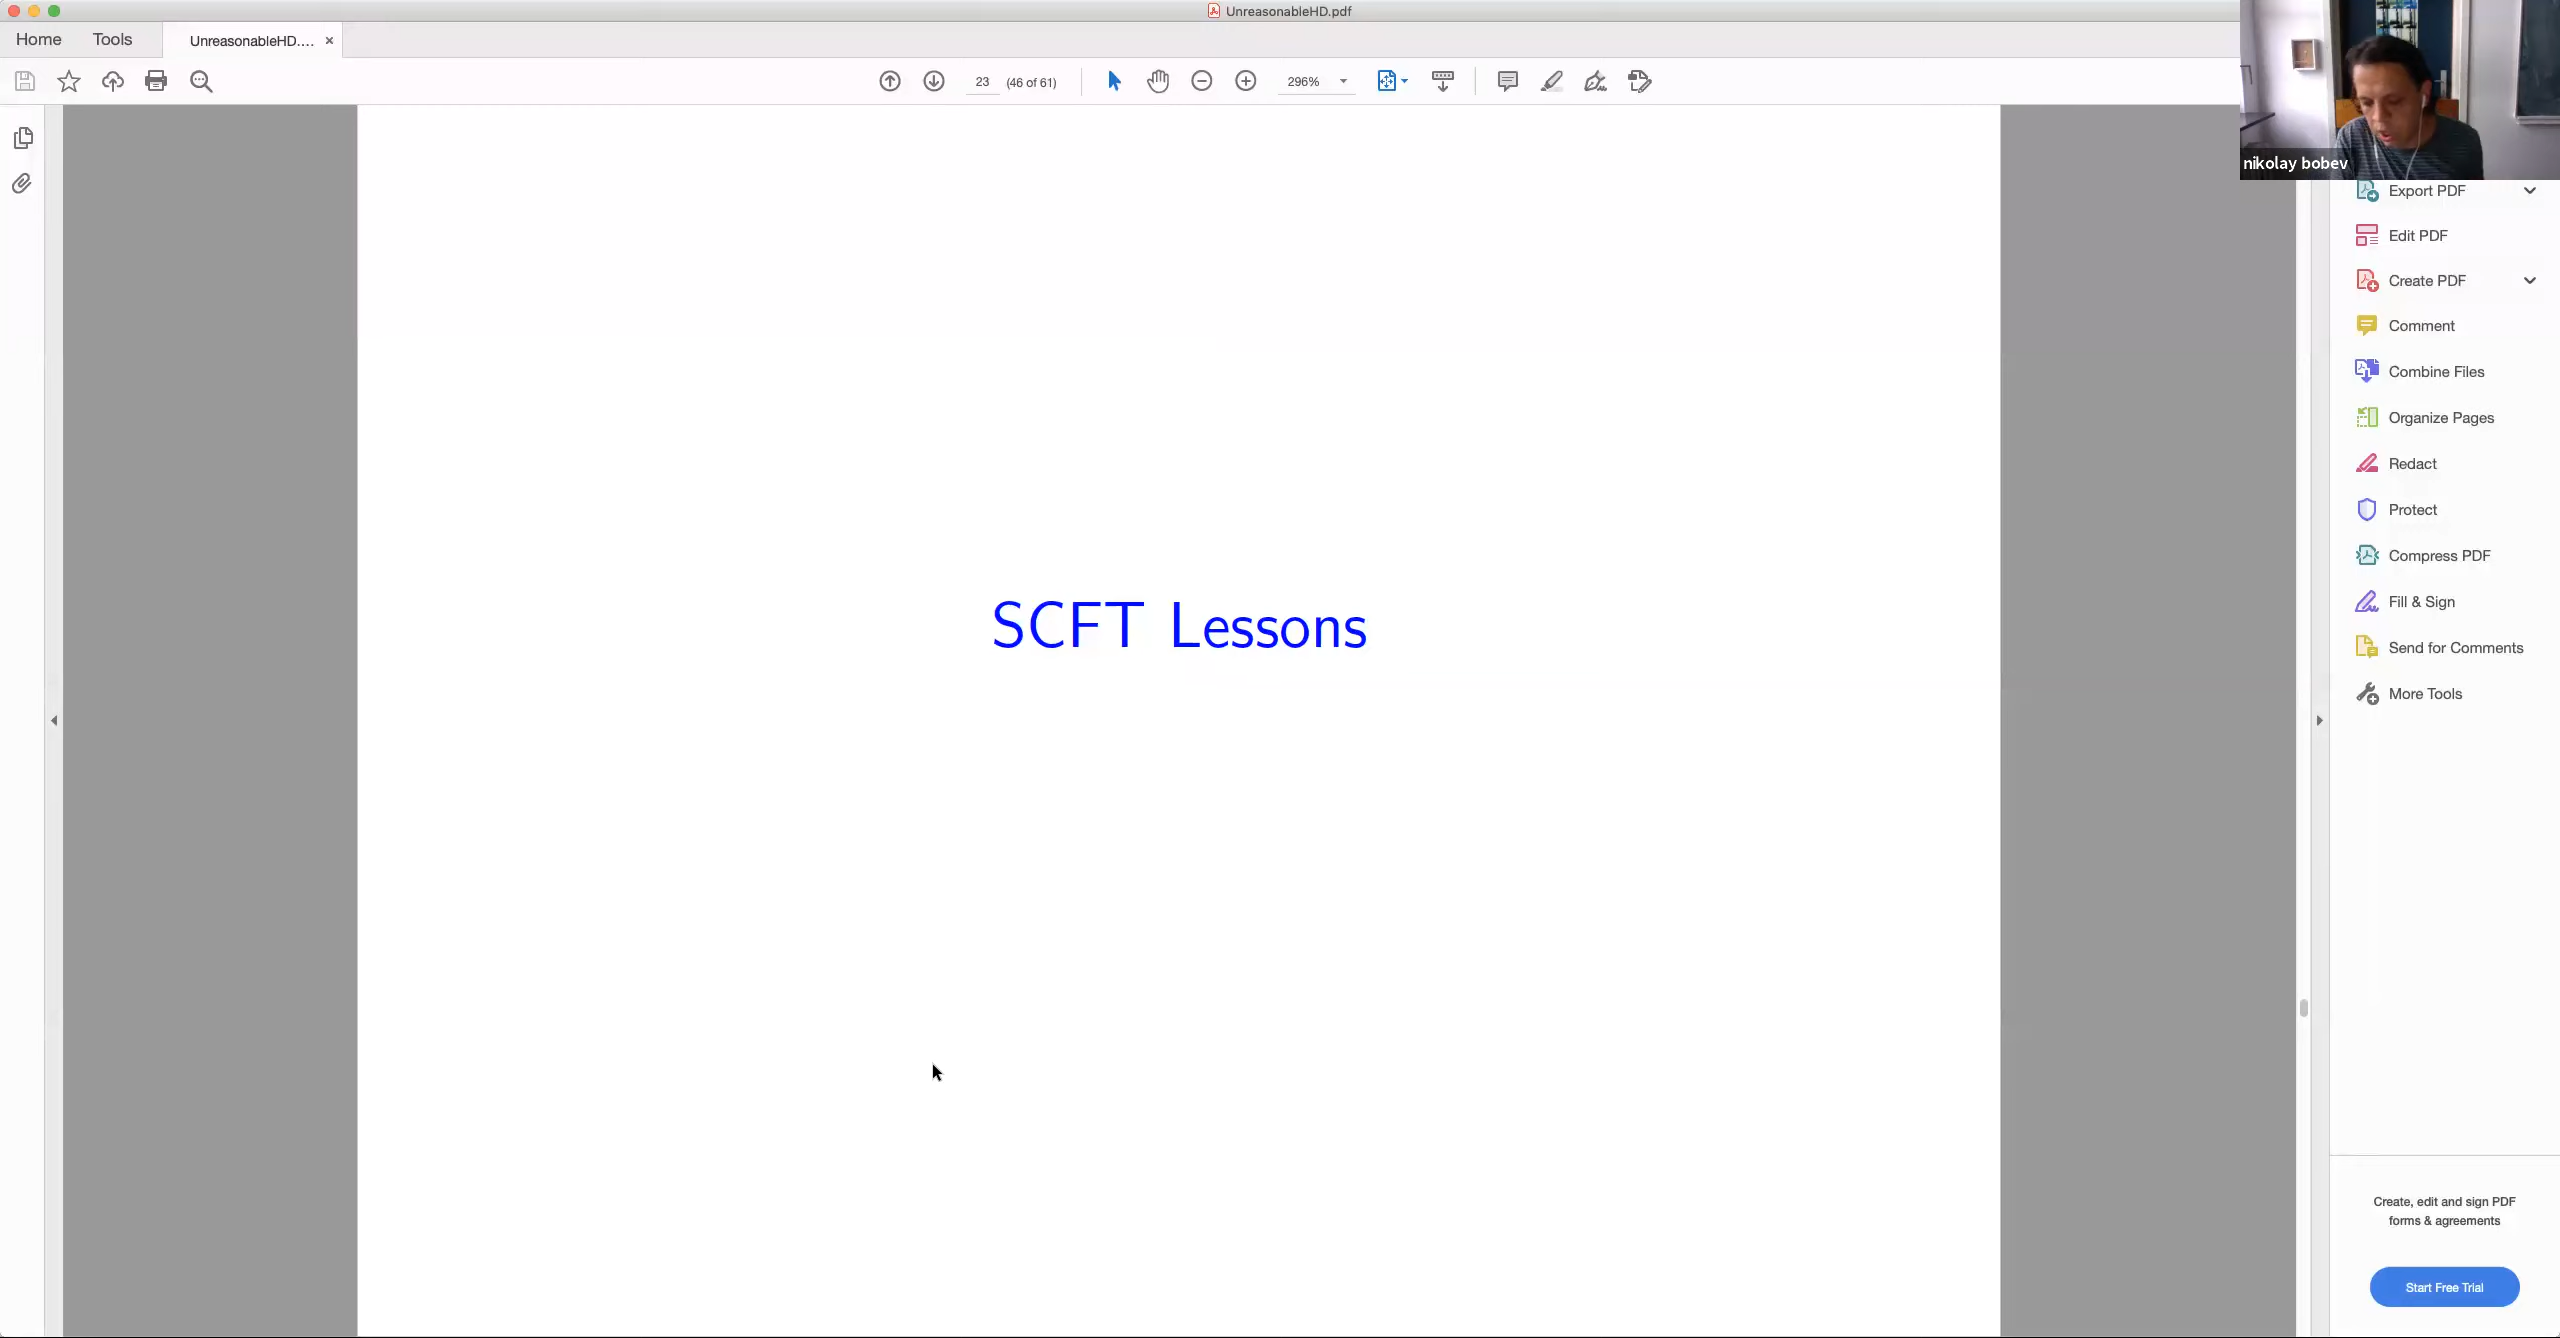 UnreasonableHD.pdf
Home
Tools
UnreasonableHD....
23 (46 of 61)
296%
nikolay bobev
Export PDF
Edit PDF
Create PDF
Comment
Combine Files
Organize Pages
Redact
Protect
Compress PDF
Fill & Sign
Send for Comments
More Tools
SCFT Lessons
Create, edit and sign PDF
forms & agreements
Start Free Trial